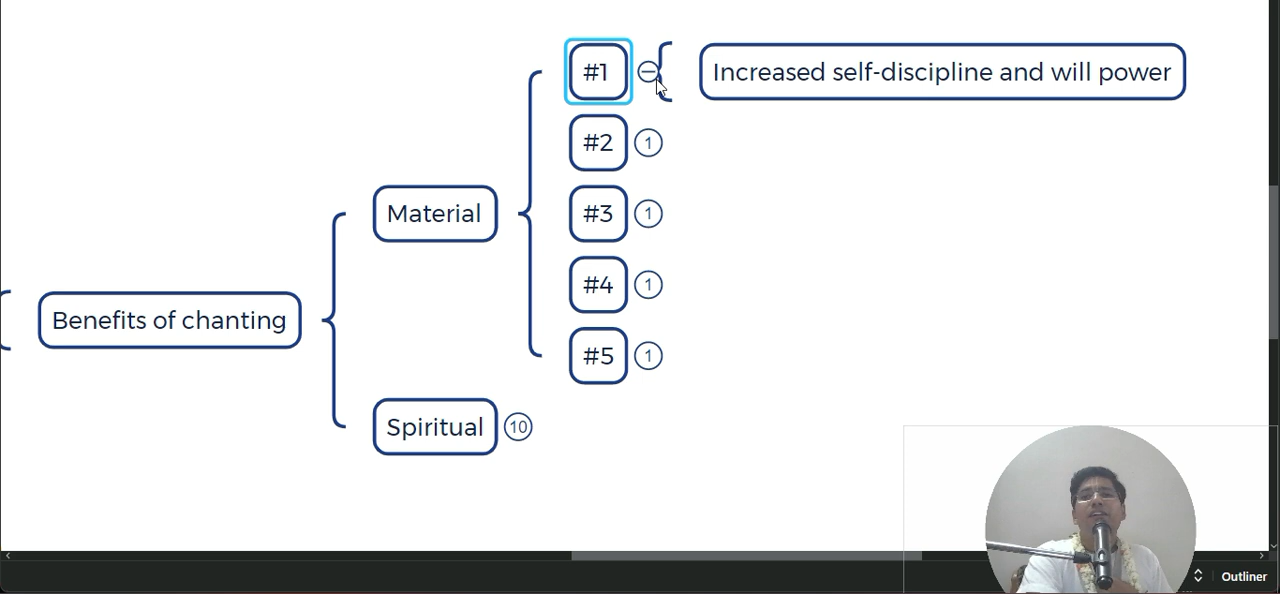 #1
Increased self-discipline and will power
#2 1
#3 1
Material
#4 1
Benefits of chanting
#5 1
Spiritual 10
Outliner